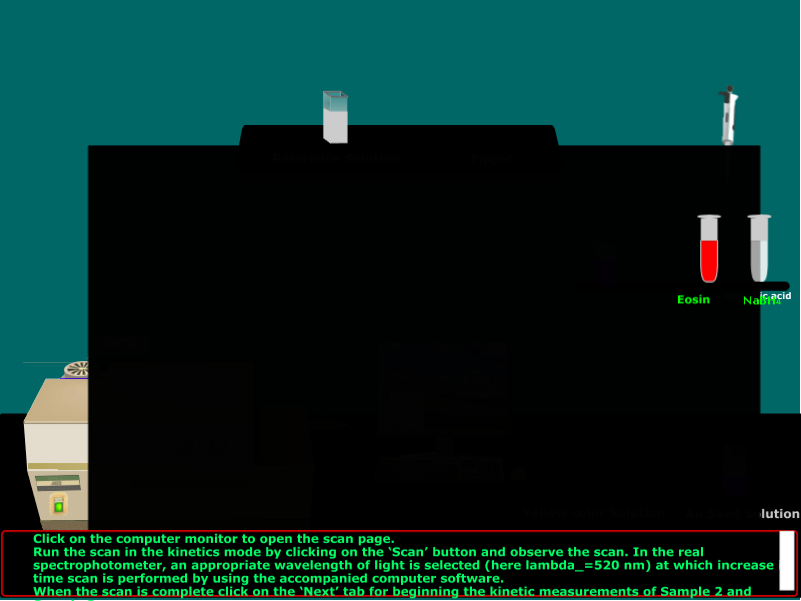 ic acid
Eosin
NaBH4
lution
Click on the computer monitor to open the scan page.
Run the scan in the kinetics mode by clicking on the ‘Scan’ button and observe the scan. In the real
spectrophotometer, an appropriate wavelength of light is selected (here lambda_=520 nm) at which increase
time scan is performed by using the accompanied computer software.
When the scan is complete click on the ‘Next’ tab for beginning the kinetic measurements of Sample 2 and